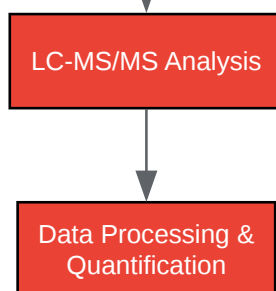 LC-MS/MS Analysis
Data Processing &
Quantification